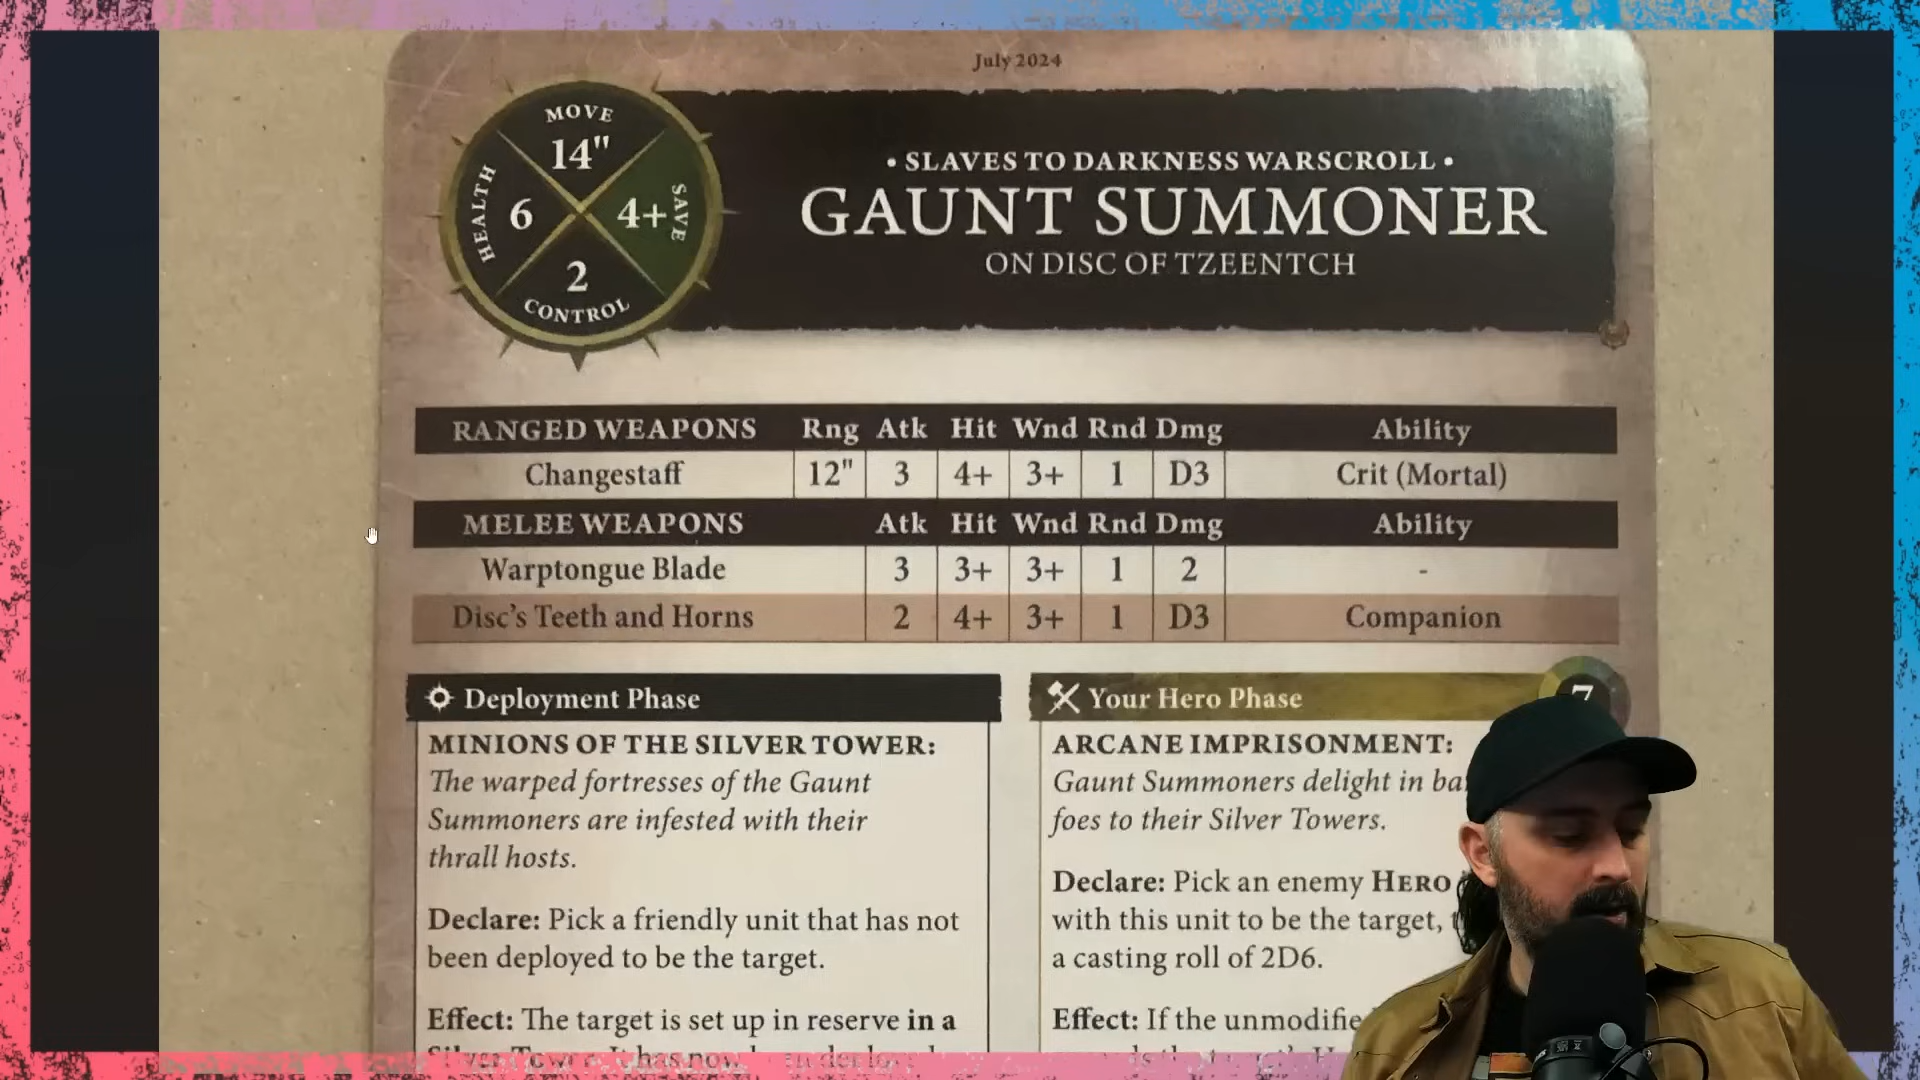 July 2024
MOVE
14"
HEALTH
6
4+
SAVE
2
CONTROL
• SLAVES TO DARKNESS WARSCROLL •
GAUNT SUMMONER
ON DISC OF TZEENTCH
RANGED WEAPONS Rng Atk Hit Wnd Rnd Dmg Ability
Changestaff 12" 3 4+ 3+ 1 D3 Crit (Mortal)
MELEE WEAPONS Atk Hit Wnd Rnd Dmg Ability
Warptongue Blade 3 3+ 3+ 1 2 -
Disc's Teeth and Horns 2 4+ 3+ 1 D3 Companion
Deployment Phase
MINIONS OF THE SILVER TOWER:
The warped fortresses of the Gaunt
Summoners are infested with their
thrall hosts.
Declare: Pick a friendly unit that has not
been deployed to be the target.
Effect: The target is set up in reserve in a
Your Hero Phase
7
ARCANE IMPRISONMENT:
Gaunt Summoners delight in
foes to their Silver Towers.
Declare: Pick an enemy HERO
with this unit to be the target,
a casting roll of 2D6.
Effect: If the